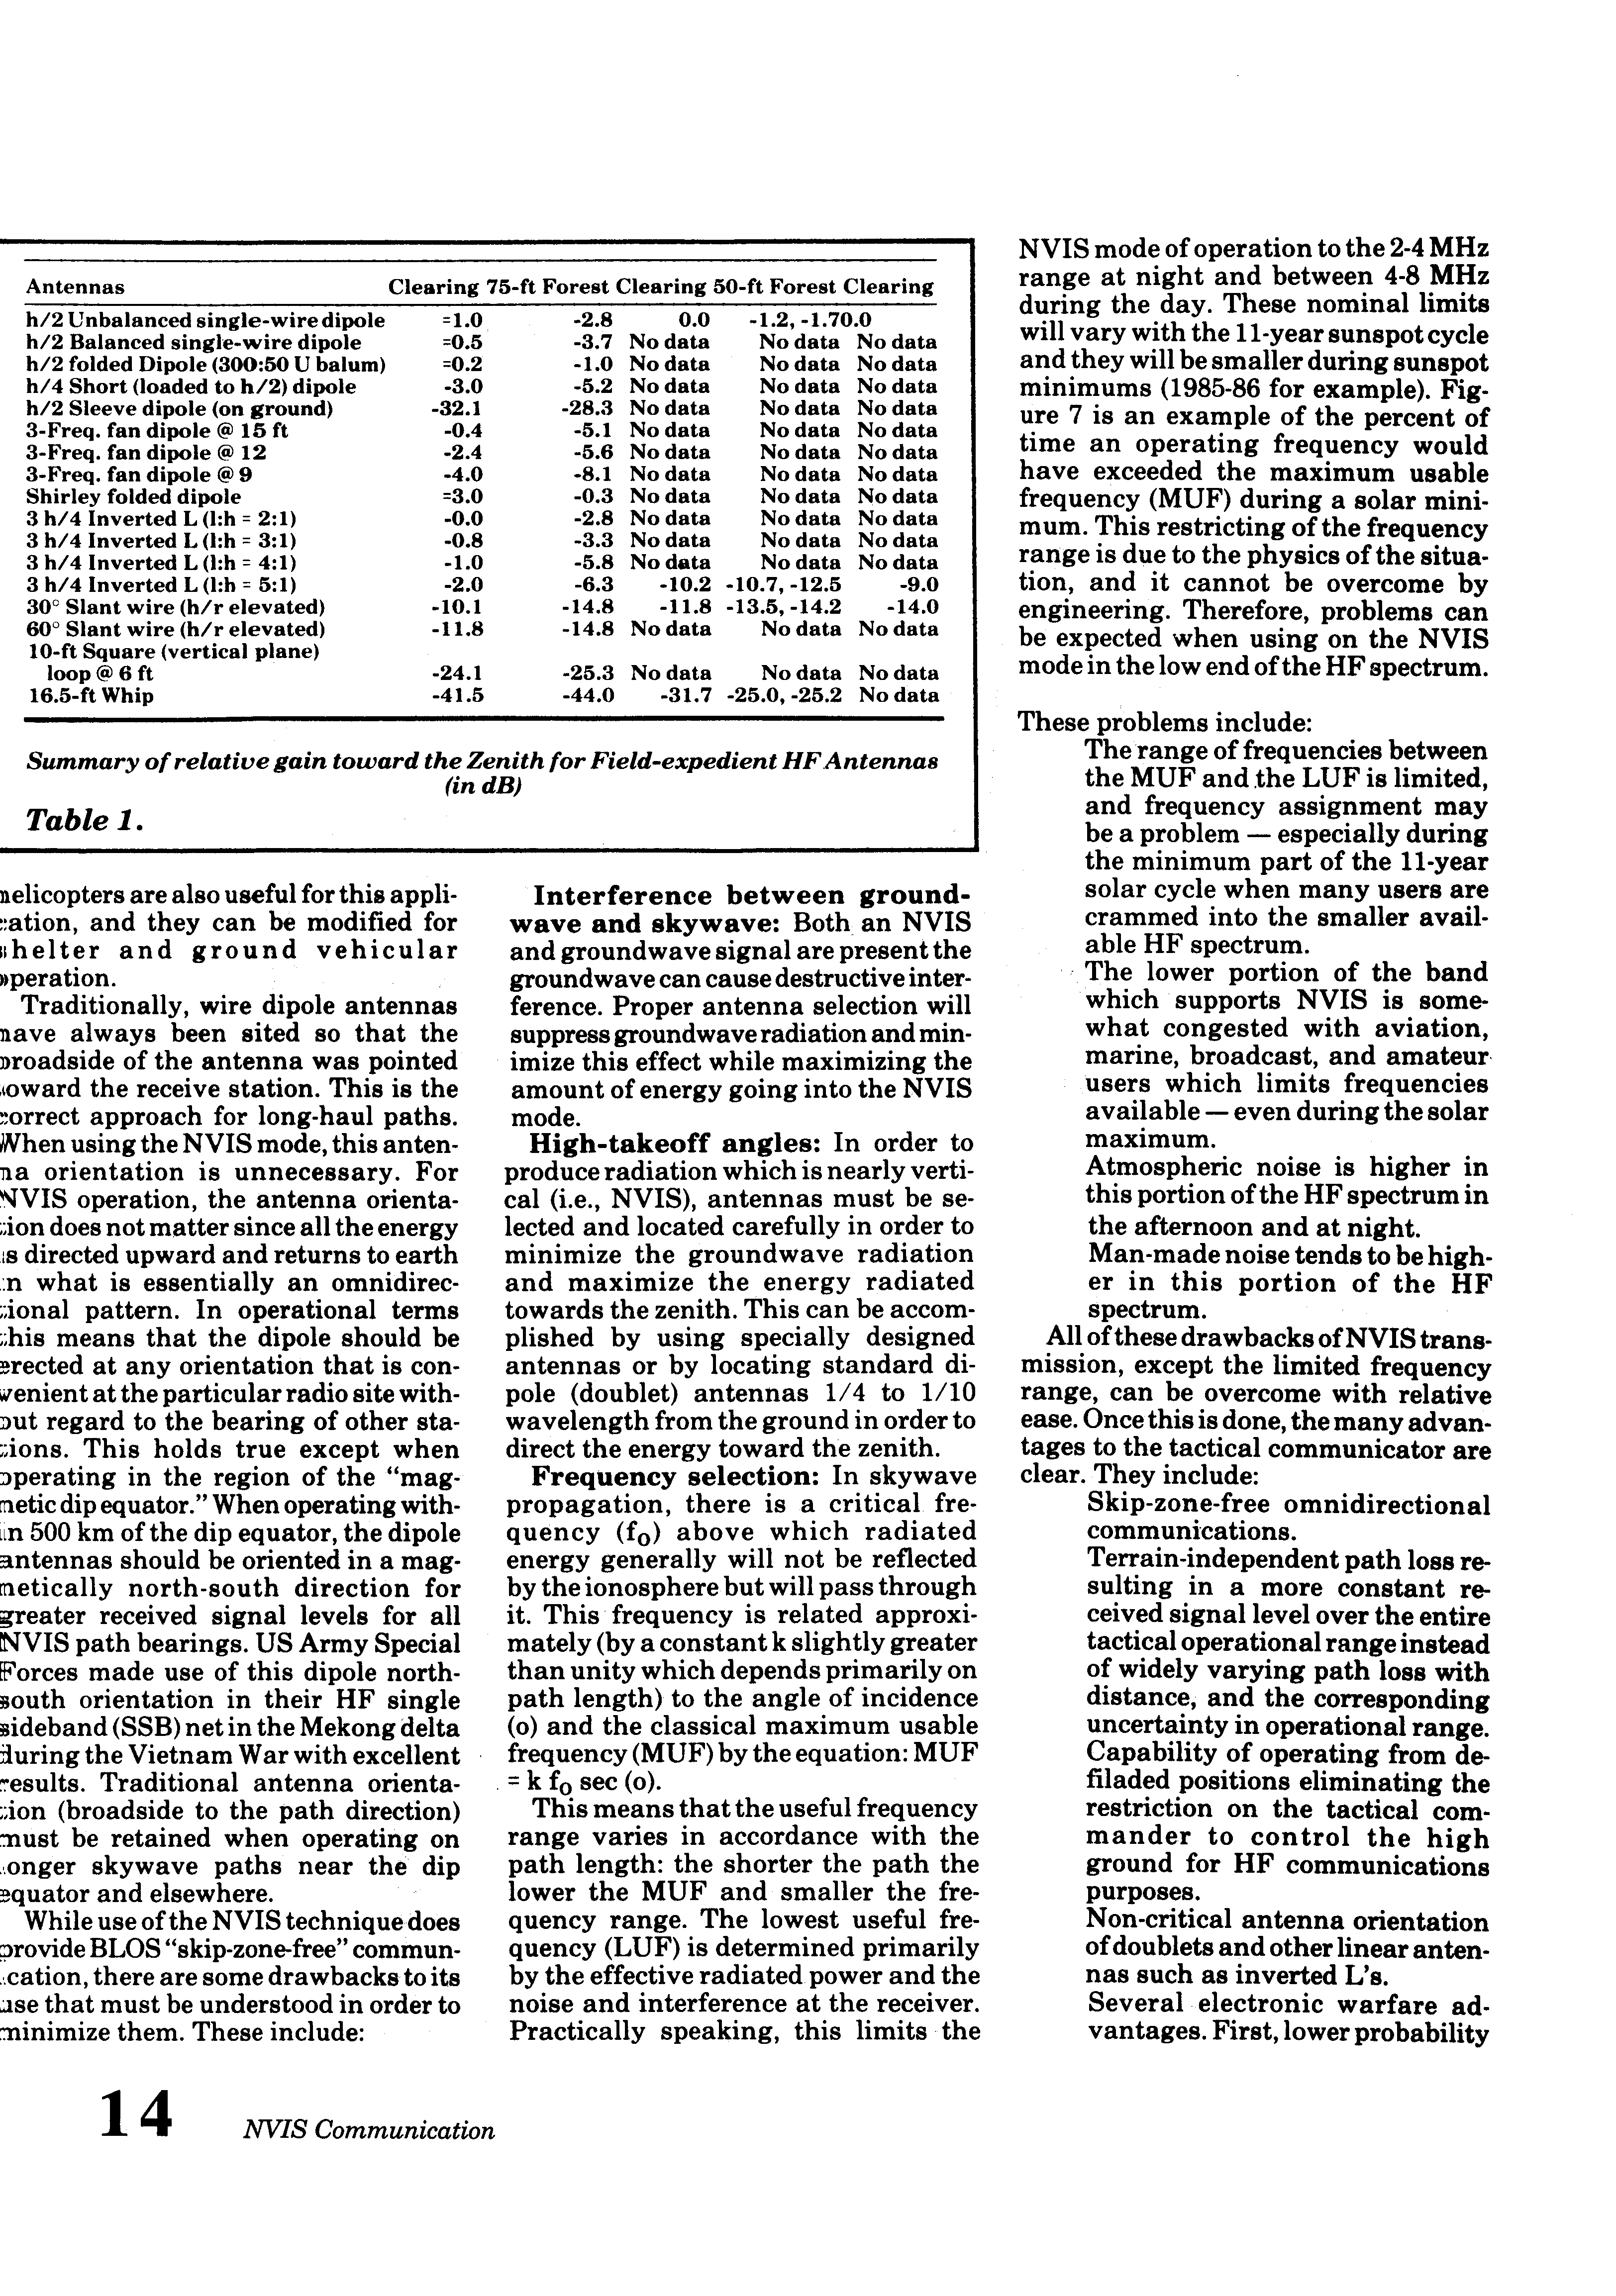 Antennas Clearing 75-ft Forest Clearing 50-ft Forest Clearing
h/2 Unbalanced single-wire dipole =1.0 -2.8 0.0 -1.2, -1.70.0
h/2 Balanced single-wire dipole =0.5 -3.7 No data No data No data
h/2 folded Dipole (300:50 U balum) =0.2 -1.0 No data No data No data
h/4 Short (loaded to h/2) dipole -3.0 -5.2 No data No data No data
h/2 Sleeve dipole (on ground) -32.1 -28.3 No data No data No data
3-Freq. fan dipole @ 15 ft -0.4 -5.1 No data No data No data
3-Freq. fan dipole @ 12 -2.4 -5.6 No data No data No data
3-Freq. fan dipole @ 9 -4.0 -8.1 No data No data No data
Shirley folded dipole =3.0 -0.3 No data No data No data
3 h/4 Inverted L (l:h = 2:1) -0.0 -2.8 No data No data No data
3 h/4 Inverted L (l:h = 3:1) -0.8 -3.3 No data No data No data
3 h/4 Inverted L (l:h = 4:1) -1.0 -5.8 No data No data No data
3 h/4 Inverted L (l:h = 5:1) -2.0 -6.3 -10.2 -10.7, -12.5 -9.0
30° Slant wire (h/r elevated) -10.1 -14.8 -11.8 -13.5, -14.2 -14.0
60° Slant wire (h/r elevated) -11.8 -14.8 No data No data No data
10-ft Square (vertical plane)
loop @ 6 ft -24.1 -25.3 No data No data No data
16.5-ft Whip -41.5 -44.0 -31.7 -25.0, -25.2 No data
Summary of relative gain toward the Zenith for Field-expedient HF Antennas
(in dB)
Table 1.
helicopters are also useful for this appli-
cation, and they can be modified for
shelter and ground vehicular
operation.
Traditionally, wire dipole antennas
have always been sited so that the
broadside of the antenna was pointed
toward the receive station. This is the
correct approach for long-haul paths.
When using the NVIS mode, this anten-
na orientation is unnecessary. For
NVIS operation, the antenna orienta-
tion does not matter since all the energy
is directed upward and returns to earth
in what is essentially an omnidirec-
tional pattern. In operational terms
this means that the dipole should be
erected at any orientation that is con-
venient at the particular radio site with-
out regard to the bearing of other sta-
tions. This holds true except when
operating in the region of the "mag-
netic dip equator." When operating with-
in 500 km of the dip equator, the dipole
antennas should be oriented in a mag-
netically north-south direction for
greater received signal levels for all
NVIS path bearings. US Army Special
Forces made use of this dipole north-
south orientation in their HF single
sideband (SSB) net in the Mekong delta
during the Vietnam War with excellent
results. Traditional antenna orienta-
tion (broadside to the path direction)
must be retained when operating on
longer skywave paths near the dip
equator and elsewhere.
While use of the NVIS technique does
provide BLOS "skip-zone-free" commun-
ication, there are some drawbacks to its
use that must be understood in order to
minimize them. These include:
Interference between ground-
wave and skywave: Both an NVIS
and groundwave signal are present the
groundwave can cause destructive inter-
ference. Proper antenna selection will
suppress groundwave radiation and min-
imize this effect while maximizing the
amount of energy going into the NVIS
mode.
High-takeoff angles: In order to
produce radiation which is nearly verti-
cal (i.e., NVIS), antennas must be se-
lected and located carefully in order to
minimize the groundwave radiation
and maximize the energy radiated
towards the zenith. This can be accom-
plished by using specially designed
antennas or by locating standard di-
pole (doublet) antennas 1/4 to 1/10
wavelength from the ground in order to
direct the energy toward the zenith.
Frequency selection: In skywave
propagation, there is a critical fre-
quency (fo) above which radiated
energy generally will not be reflected
by the ionosphere but will pass through
it. This frequency is related approxi-
mately (by a constant k slightly greater
than unity which depends primarily on
path length) to the angle of incidence
(o) and the classical maximum usable
frequency (MUF) by the equation: MUF
= k fo sec (o).
This means that the useful frequency
range varies in accordance with the
path length: the shorter the path the
lower the MUF and smaller the fre-
quency range. The lowest useful fre-
quency (LUF) is determined primarily
by the effective radiated power and the
noise and interference at the receiver.
Practically speaking, this limits the
NVIS mode of operation to the 2-4 MHz
range at night and between 4-8 MHz
during the day. These nominal limits
will vary with the 11-year sunspot cycle
and they will be smaller during sunspot
minimums (1985-86 for example). Fig-
ure 7 is an example of the percent of
time an operating frequency would
have exceeded the maximum usable
frequency (MUF) during a solar mini-
mum. This restricting of the frequency
range is due to the physics of the situa-
tion, and it cannot be overcome by
engineering. Therefore, problems can
be expected when using on the NVIS
mode in the low end of the HF spectrum.
These problems include:
The range of frequencies between
the MUF and the LUF is limited,
and frequency assignment may
be a problem — especially during
the minimum part of the 11-year
solar cycle when many users are
crammed into the smaller avail-
able HF spectrum.
The lower portion of the band
which supports NVIS is some-
what congested with aviation,
marine, broadcast, and amateur
users which limits frequencies
available — even during the solar
maximum.
Atmospheric noise is higher in
this portion of the HF spectrum in
the afternoon and at night.
Man-made noise tends to be high-
er in this portion of the HF
spectrum.
All of these drawbacks of NVIS trans-
mission, except the limited frequency
range, can be overcome with relative
ease. Once this is done, the many advan-
tages to the tactical communicator are
clear. They include:
Skip-zone-free omnidirectional
communications.
Terrain-independent path loss re-
sulting in a more constant re-
ceived signal level over the entire
tactical operational range instead
of widely varying path loss with
distance, and the corresponding
uncertainty in operational range.
Capability of operating from de-
filaded positions eliminating the
restriction on the tactical com-
mander to control the high
ground for HF communications
purposes.
Non-critical antenna orientation
of doublets and other linear anten-
nas such as inverted L's.
Several electronic warfare ad-
vantages. First, lower probability
14 NVIS Communication